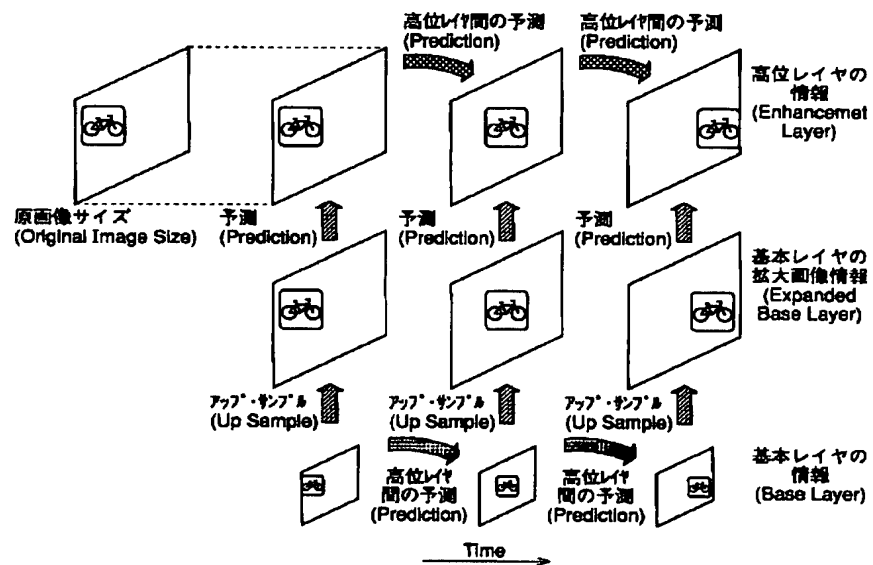 高位レイヤ間の予測
(Prediction)
高位レイヤ間の予測
(Prediction)
高位レイヤの
情報
(Enhancemet
Layer)
原画像サイズ
(Original Image Size)
予測
(Prediction)
予測
(Prediction)
予測
(Prediction)
基本レイヤの
拡大画像情報
(Expanded
Base Layer)
アップ・サンプル
(Up Sample)
アップ・サンプル
(Up Sample)
アップ・サンプル
(Up Sample)
高位レイヤ
間の予測
(Prediction)
高位レイヤ
間の予測
(Prediction)
基本レイヤの
情報
(Base Layer)
Time